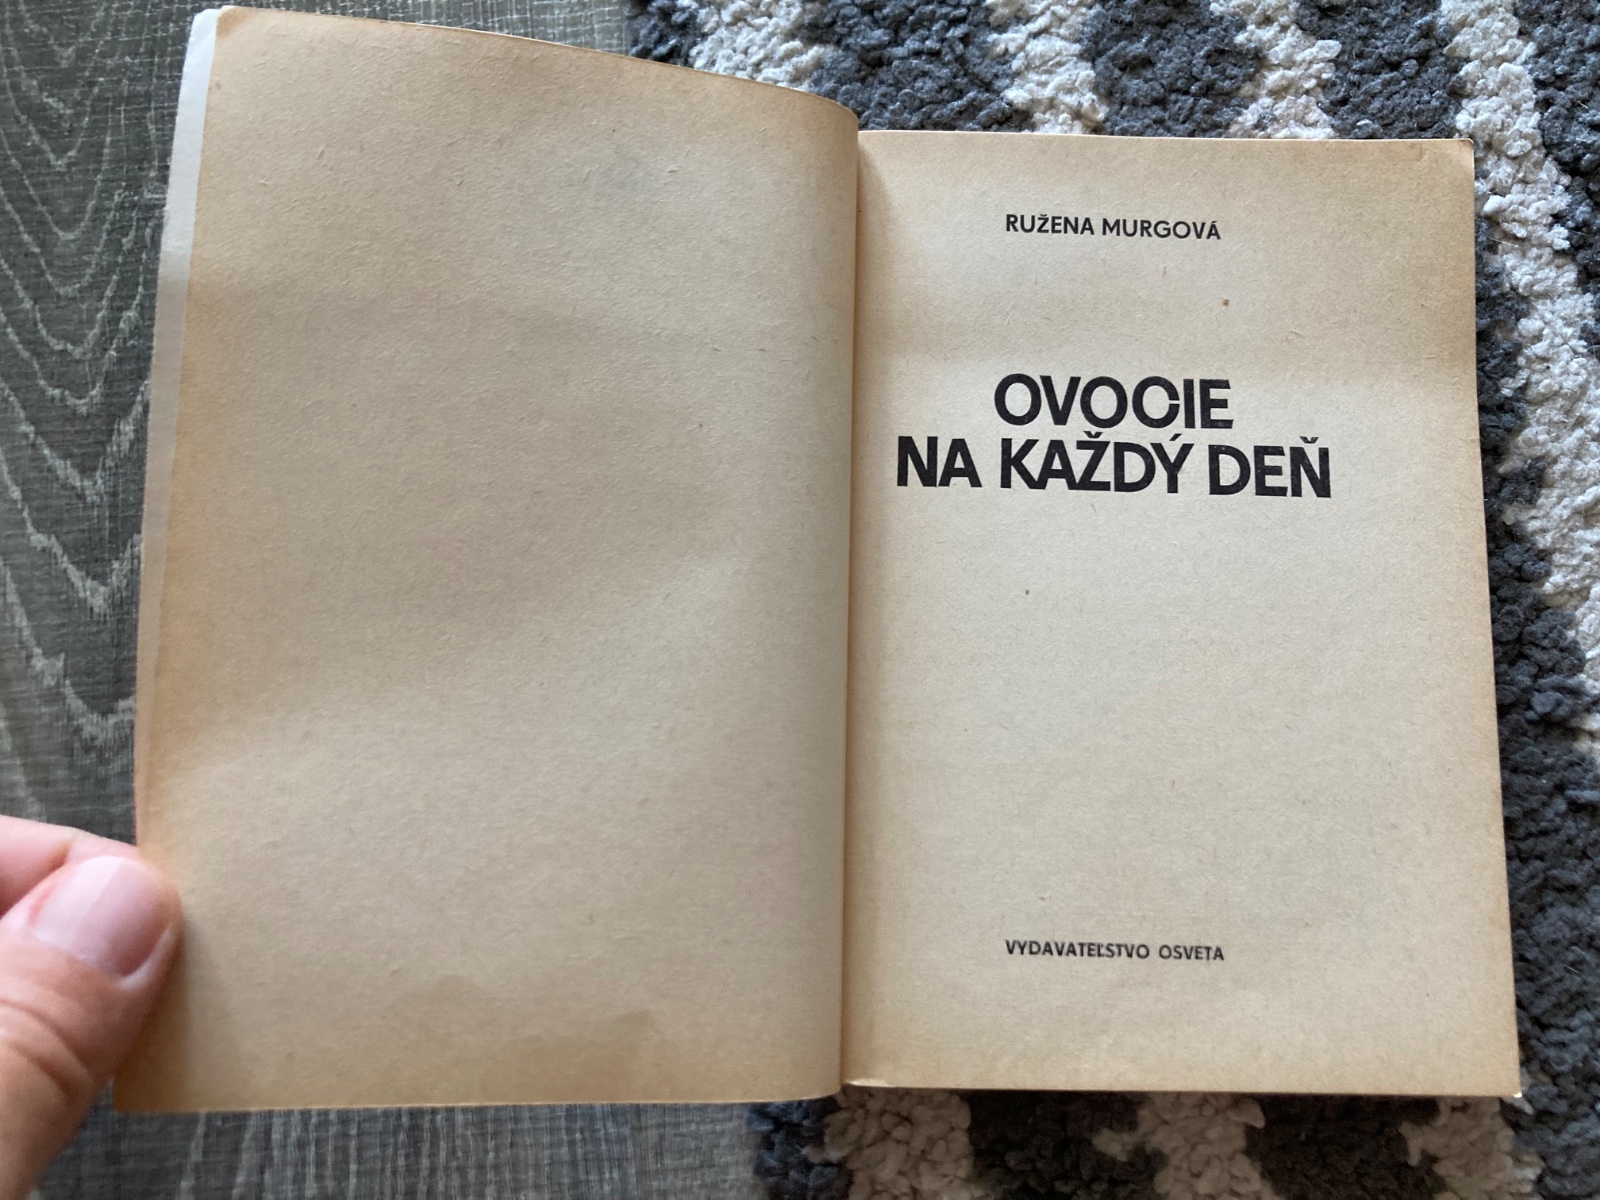 RUŽENA MURGOVÁ
OVOCIE
NA KAŽDÝ DEŇ
VYDAVATEĽSTVO OSVETA